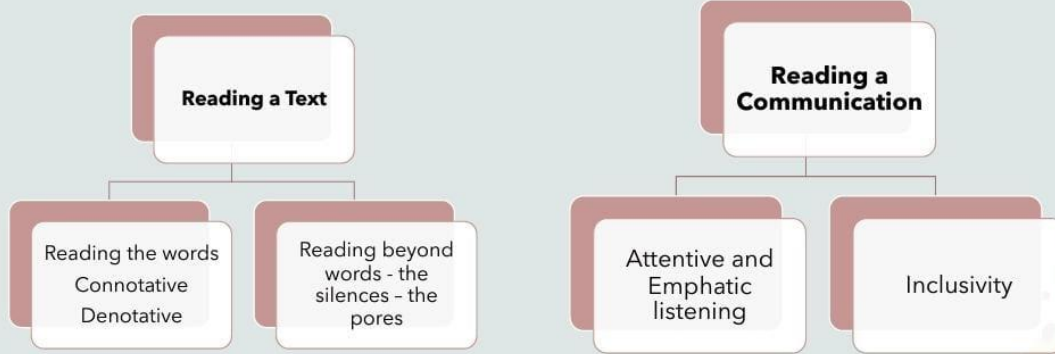 Reading a Text
Reading the words
Connotative
Denotative
Reading beyond
words - the
silences – the
pores
Reading a
Communication
Attentive and
Emphatic
listening
Inclusivity